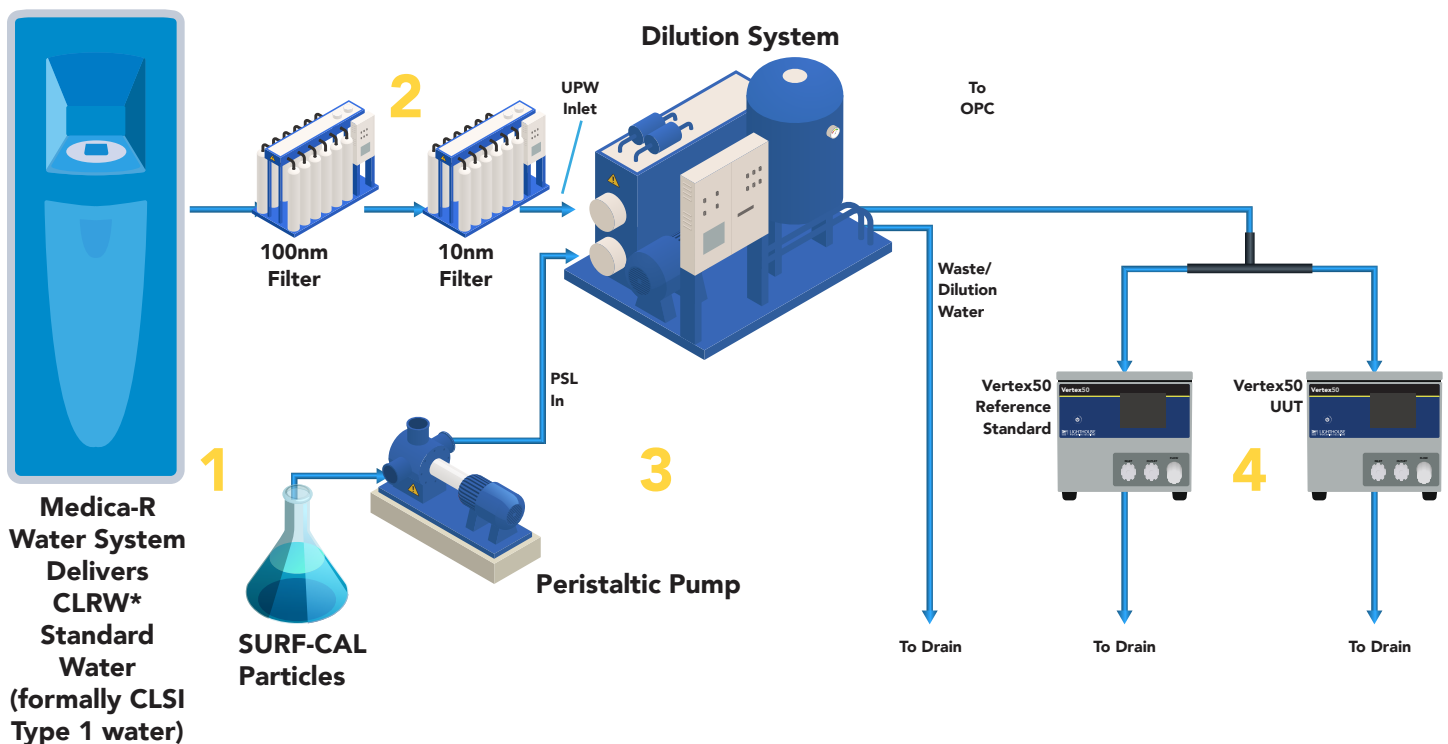 Dilution System
2
UPW
Inlet
To
OPC
100nm
Filter
10nm
Filter
Waste/
Dilution
Water
PSL
In
Vertex50
Reference
Standard
Vertex50
LIGHTHOUSE
Vertex50
UUT
Vertex50
LIGHTHOUSE
1
3
4
Medica-R
Water System
Delivers
CLRW*
Standard
Water
(formally CLSI
Type 1 water)
Peristaltic Pump
SURF-CAL
Particles
To Drain
To Drain
To Drain